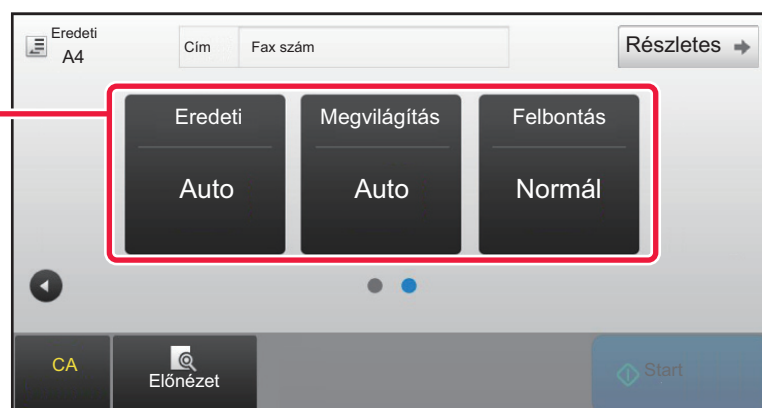 Eredeti
A4
Cím
Fax szám
Részletes
Eredeti
Megvilágítás
Felbontás
Auto
Auto
Normál
CA
Előnézet
Start